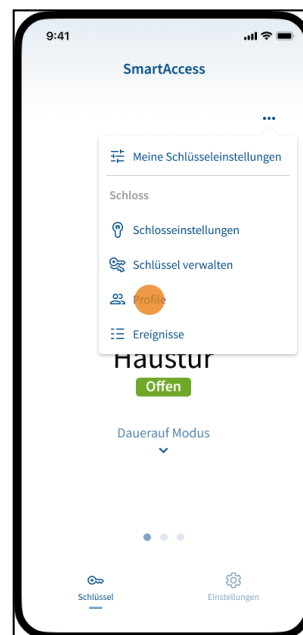 9:41
SmartAccess
Meine Schlüsseleinstellungen
Schloss
Schlosseinstellungen
Schlüssel verwalten
Profile
Ereignisse
Haustür
Offen
Dauerauf Modus
Schlüssel
Einstellungen